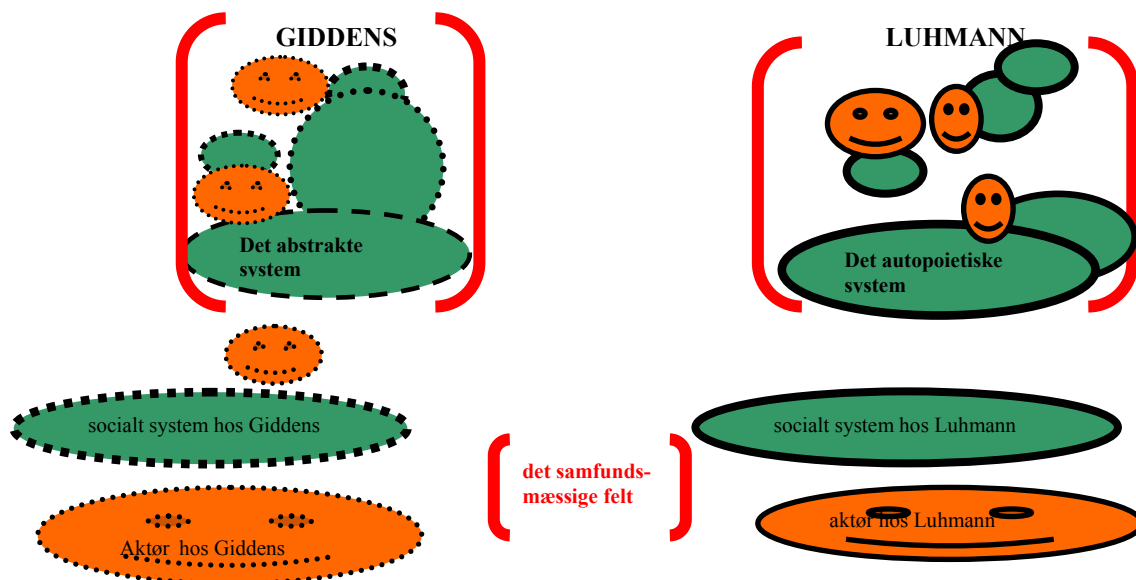 GIDDENS
LUHMANN
Det abstrakte
system
Det autopoietiske
system
socialt system hos Giddens
socialt system hos Luhmann
det samfunds-
mæssige felt
Aktør hos Giddens
aktør hos Luhmann